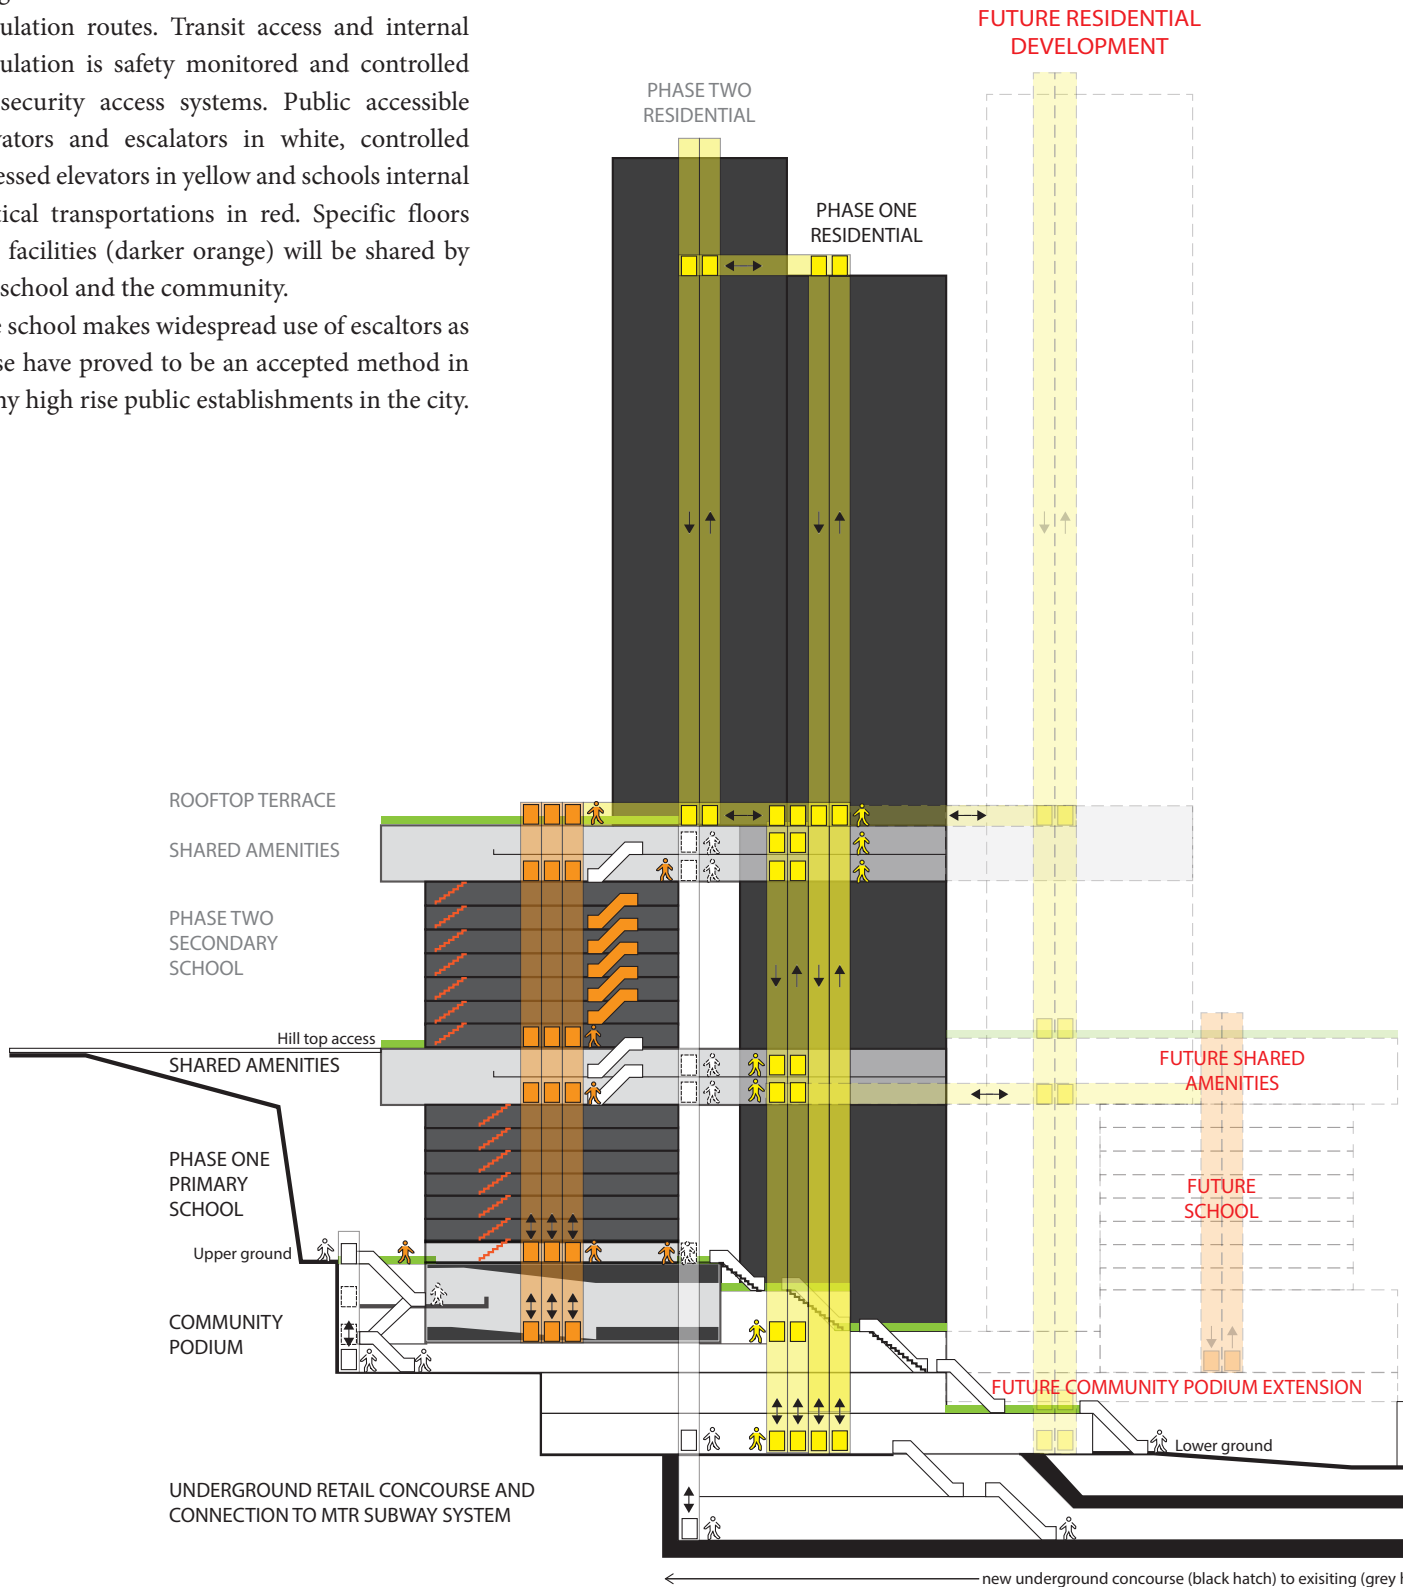 ulation routes. Transit access and internal
ulation is safety monitored and controlled
security access systems. Public accessible
ators and escalators in white, controlled
essed elevators in yellow and schools internal
tical transportations in red. Specific floors
facilities (darker orange) will be shared by
school and the community.
e school makes widespread use of escaltors as
se have proved to be an accepted method in
ny high rise public establishments in the city.
FUTURE RESIDENTIAL
DEVELOPMENT
PHASE TWO
RESIDENTIAL
PHASE ONE
RESIDENTIAL
ROOFTOP TERRACE
SHARED AMENITIES
PHASE TWO
SECONDARY
SCHOOL
Hill top access
SHARED AMENITIES
FUTURE SHARED
AMENITIES
PHASE ONE
PRIMARY
SCHOOL
FUTURE
SCHOOL
Upper ground
COMMUNITY
PODIUM
FUTURE COMMUNITY PODIUM EXTENSION
Lower ground
UNDERGROUND RETAIL CONCOURSE AND
CONNECTION TO MTR SUBWAY SYSTEM
new underground concourse (black hatch) to exisiting (grey h